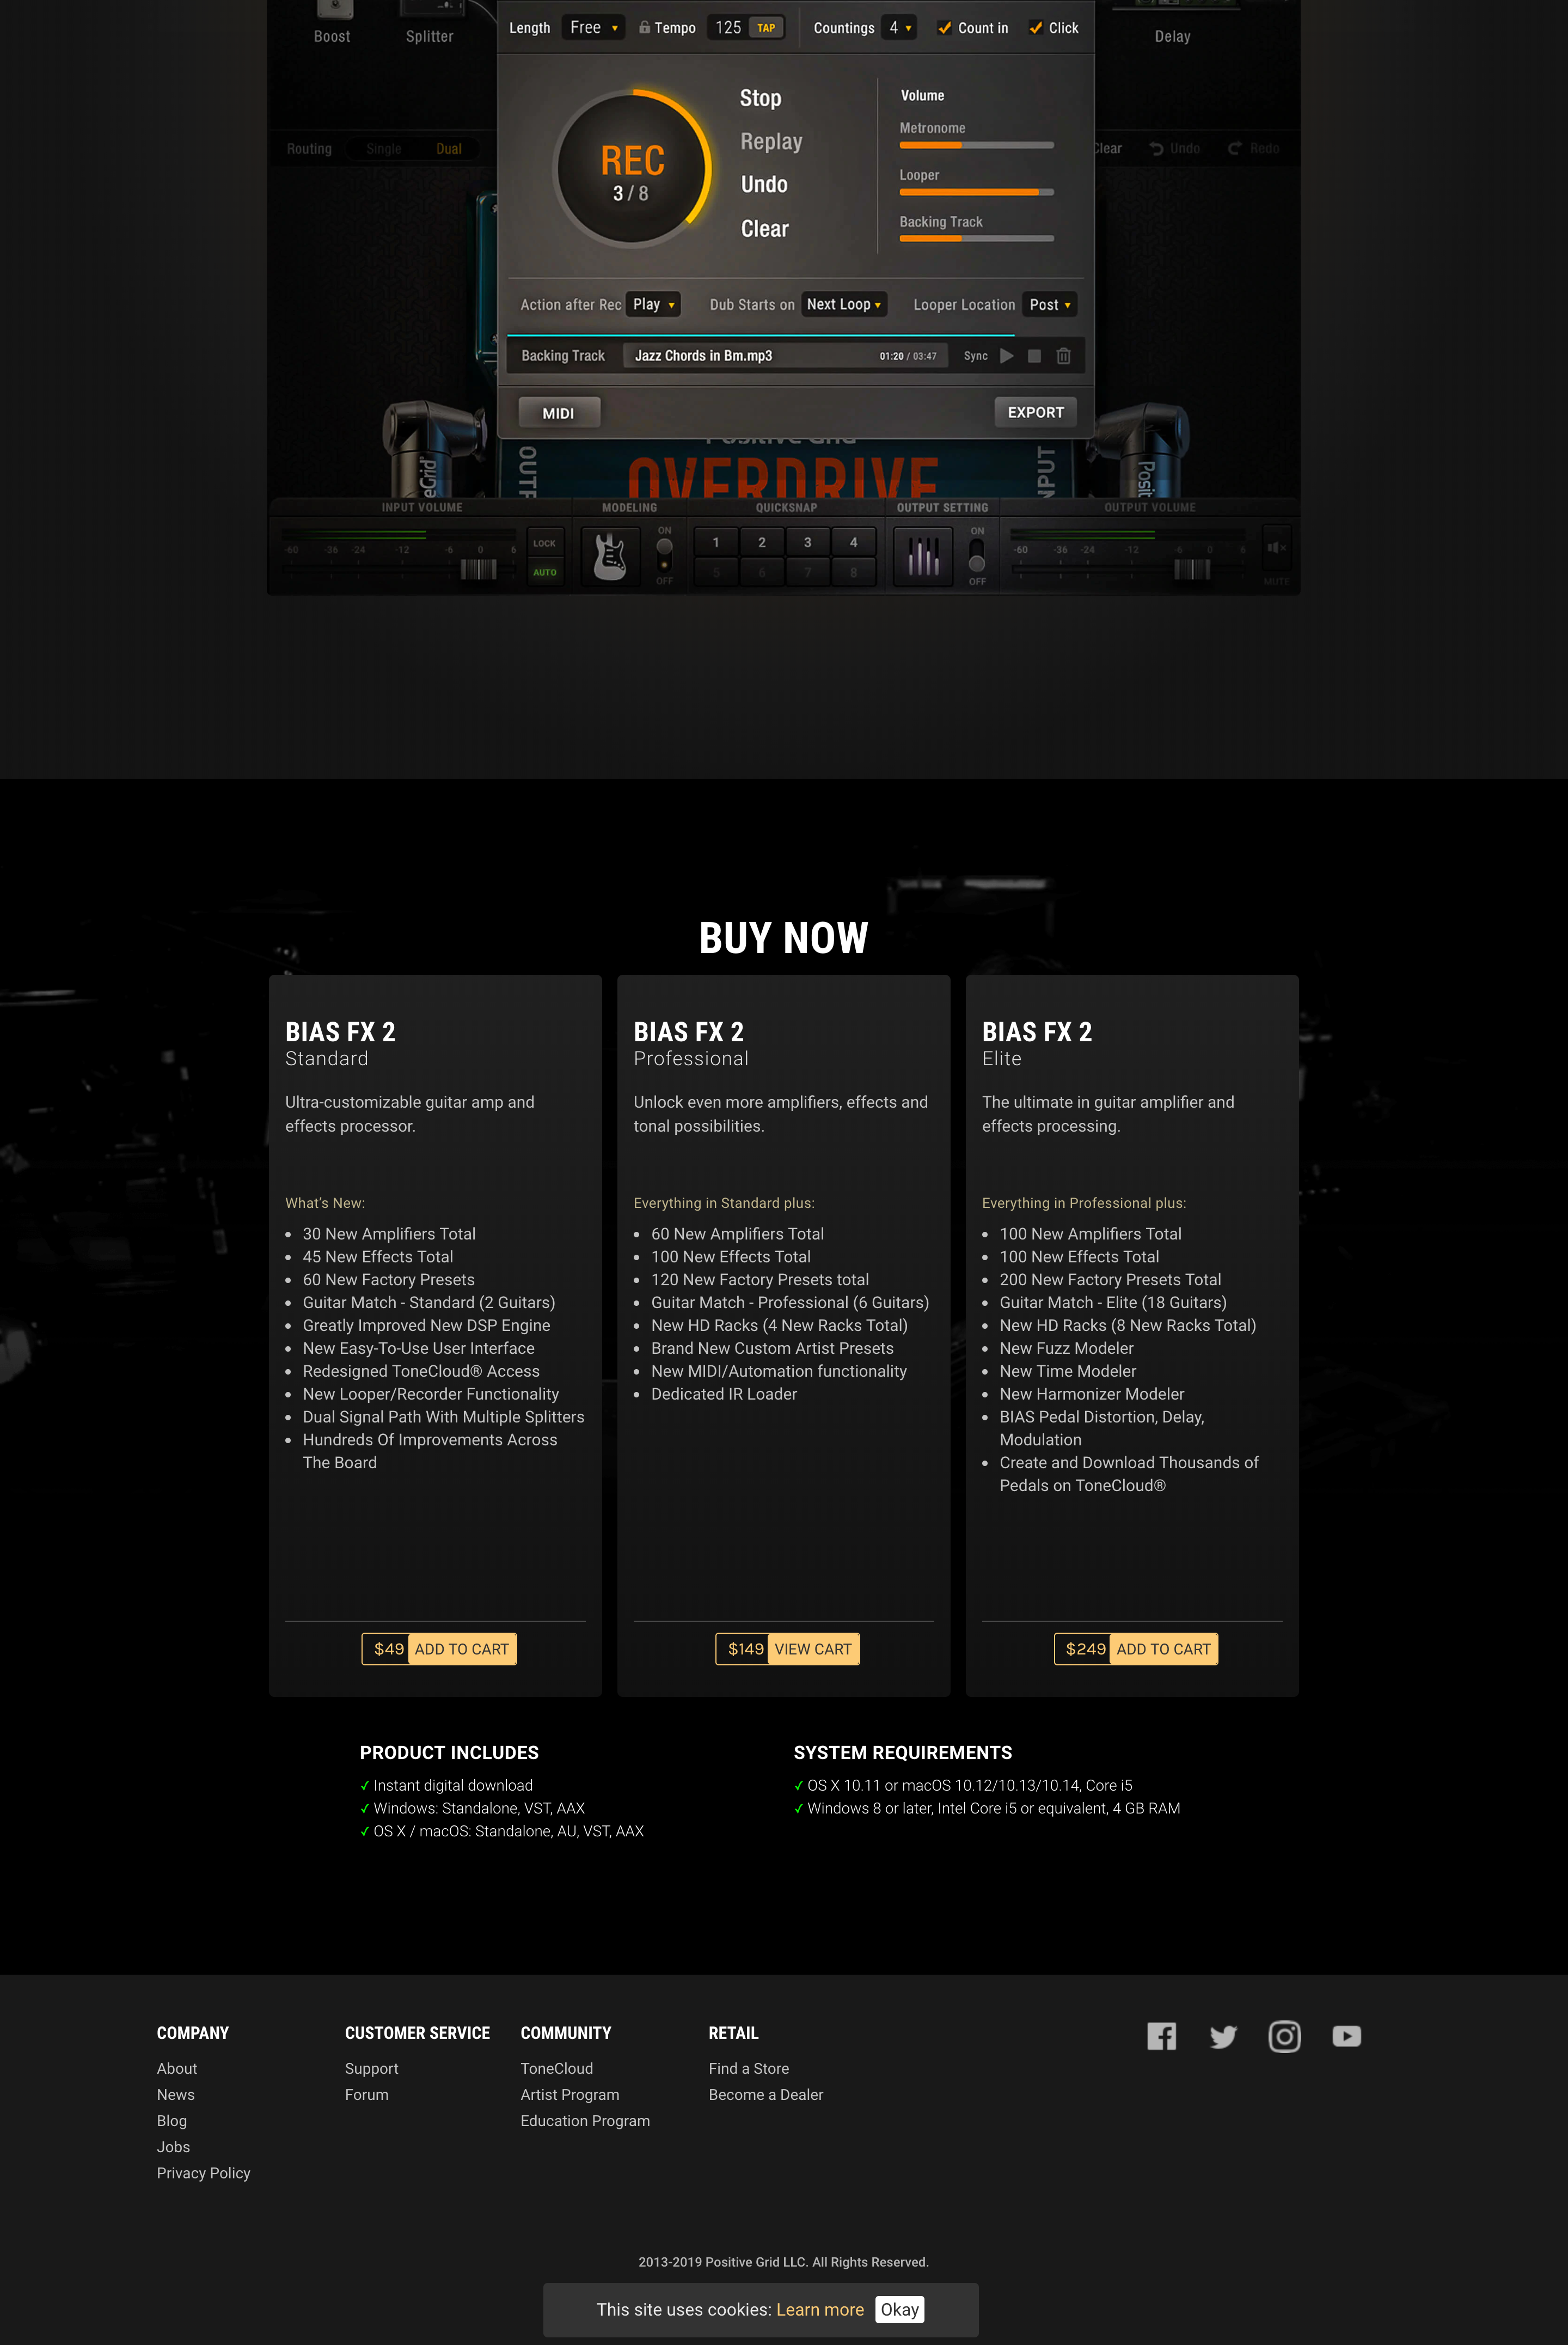 Boost
Splitter
Delay
Length Free Tempo 125 TAP Countings 4 Count in Click
Routing Single Dual
Clear Undo Redo
REC
3 / 8
Stop
Replay
Undo
Clear
Volume
Metronome
Looper
Backing Track
Action after Rec Play Dub Starts on Next Loop Looper Location Post
Backing Track Jazz Chords in Bm.mp3 01:20 / 03:47 Sync
MIDI
EXPORT
Positive Grid
OVERDRIVE
INPUT VOLUME MODELING QUICKSNAP OUTPUT SETTING OUTPUT VOLUME
-60 -36 -24 -12 -6 0 6
LOCK
AUTO
ON
OFF
1 2 3 4
5 6 7 8
ON
OFF
-60 -36 -24 -12 -6 0 6
MUTE
BUY NOW
BIAS FX 2
Standard
Ultra-customizable guitar amp and
effects processor.
What's New:
30 New Amplifiers Total
45 New Effects Total
60 New Factory Presets
Guitar Match - Standard (2 Guitars)
Greatly Improved New DSP Engine
New Easy-To-Use User Interface
Redesigned ToneCloud® Access
New Looper/Recorder Functionality
Dual Signal Path With Multiple Splitters
Hundreds Of Improvements Across
The Board
$49 ADD TO CART
BIAS FX 2
Professional
Unlock even more amplifiers, effects and
tonal possibilities.
Everything in Standard plus:
60 New Amplifiers Total
100 New Effects Total
120 New Factory Presets total
Guitar Match - Professional (6 Guitars)
New HD Racks (4 New Racks Total)
Brand New Custom Artist Presets
New MIDI/Automation functionality
Dedicated IR Loader
$149 VIEW CART
BIAS FX 2
Elite
The ultimate in guitar amplifier and
effects processing.
Everything in Professional plus:
100 New Amplifiers Total
100 New Effects Total
200 New Factory Presets Total
Guitar Match - Elite (18 Guitars)
New HD Racks (8 New Racks Total)
New Fuzz Modeler
New Time Modeler
New Harmonizer Modeler
BIAS Pedal Distortion, Delay,
Modulation
Create and Download Thousands of
Pedals on ToneCloud®
$249 ADD TO CART
PRODUCT INCLUDES
✓ Instant digital download
✓ Windows: Standalone, VST, AAX
✓ OS X / macOS: Standalone, AU, VST, AAX
SYSTEM REQUIREMENTS
✓ OS X 10.11 or macOS 10.12/10.13/10.14, Core i5
✓ Windows 8 or later, Intel Core i5 or equivalent, 4 GB RAM
COMPANY
About
News
Blog
Jobs
Privacy Policy
CUSTOMER SERVICE
Support
Forum
COMMUNITY
ToneCloud
Artist Program
Education Program
RETAIL
Find a Store
Become a Dealer
2013-2019 Positive Grid LLC. All Rights Reserved.
This site uses cookies: Learn more Okay